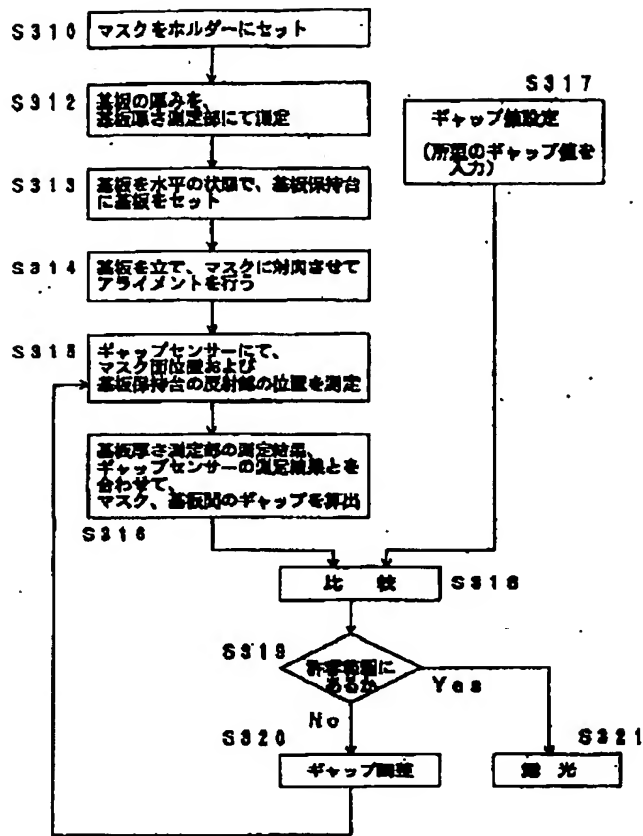 S310
マスクをホルダーにセット
S312
基板の厚みを、
基板厚さ測定部にて測定
S317
ギャップ値設定
(所望のギャップ値を
入力)
S313
基板を水平の状態で、基板保持台
に基板をセット
S314
基板を立て、マスクに対向させて
アライメントを行う
S315
ギャップセンサーにて、
マスク面位置および
基板保持台の反射部の位置を測定
基板厚さ測定部の測定結果、
ギャップセンサーの測定結果とを
合わせて、
マスク、基板間のギャップを算出
S316
比 較
S318
S319
許容範囲に
あるか
Yes
No
S320
ギャップ調整
S321
露 光